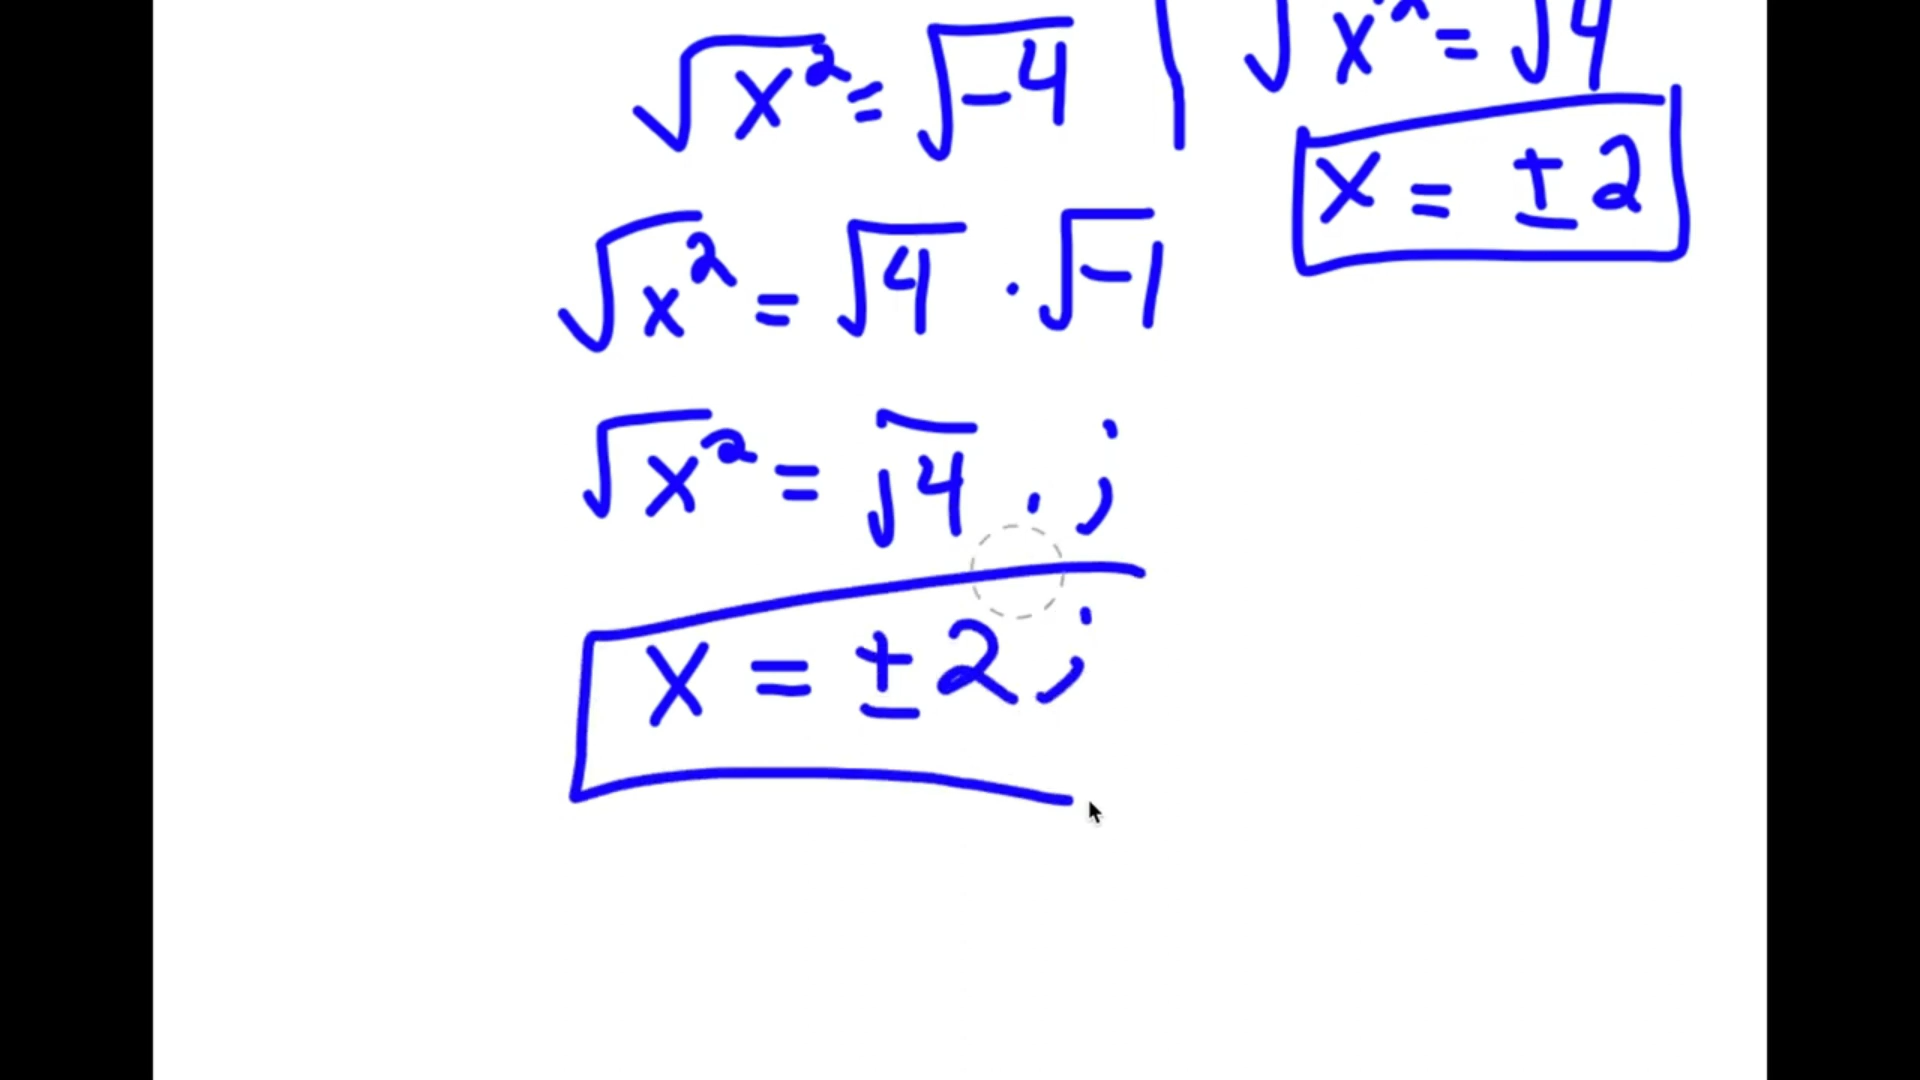 √x² = √-4
√x² = √4 · √-1
√x² = √4 · i
x = ±2i
√x² = √4
x = ±2